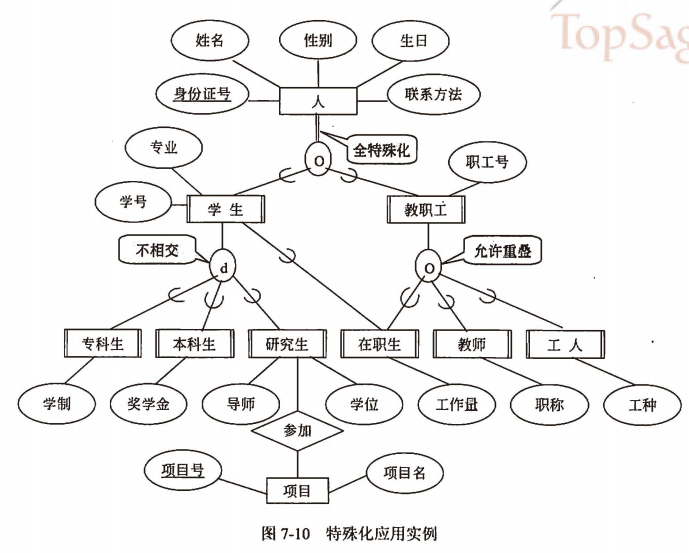 TopSag
姓名
性别
生日
身份证号
人
联系方法
全特殊化
O
专业
职工号
学号
学生
教职工
不相交
d
O
允许重叠
专科生
本科生
研究生
在职生
教师
工人
学制
奖学金
导师
学位
工作量
职称
工种
参加
项目号
项目
项目名
图 7-10 特殊化应用实例